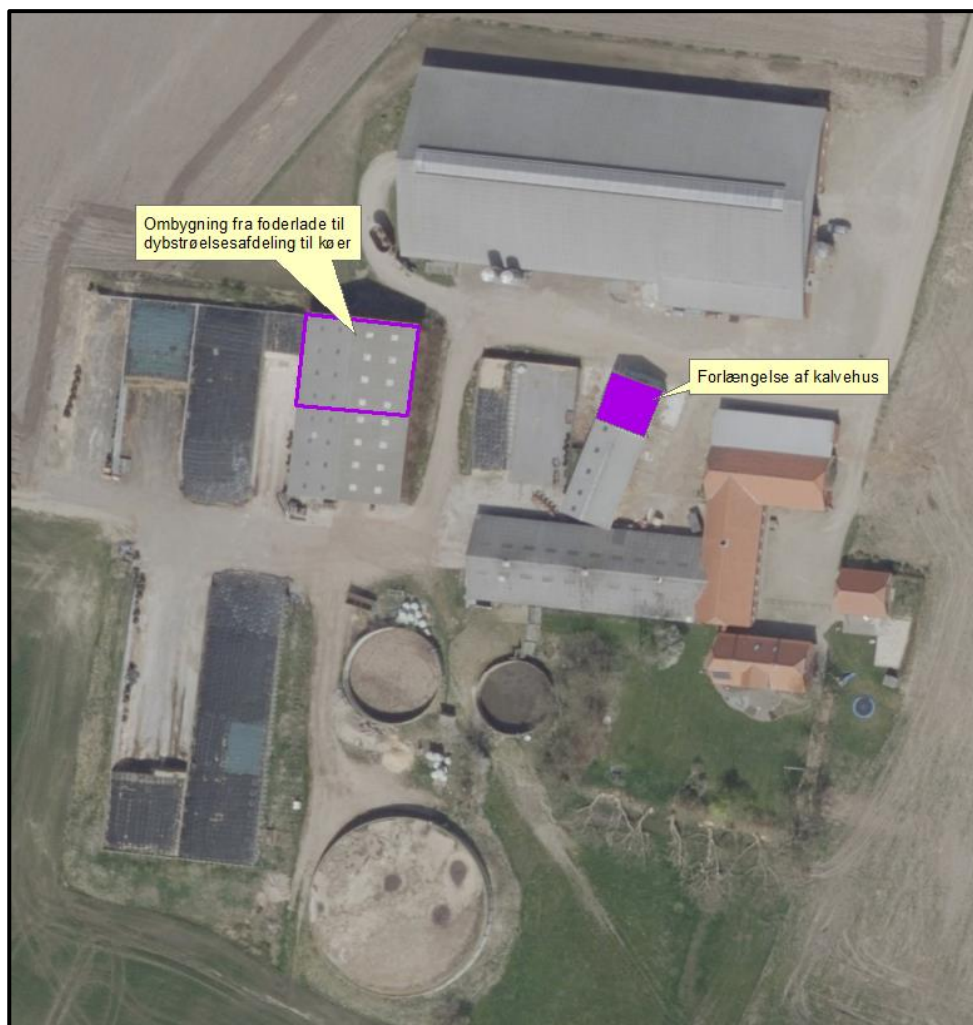 Ombygning fra foderlade til
dybstrøelsesafdeling til køer
Forlængelse af kalvehus